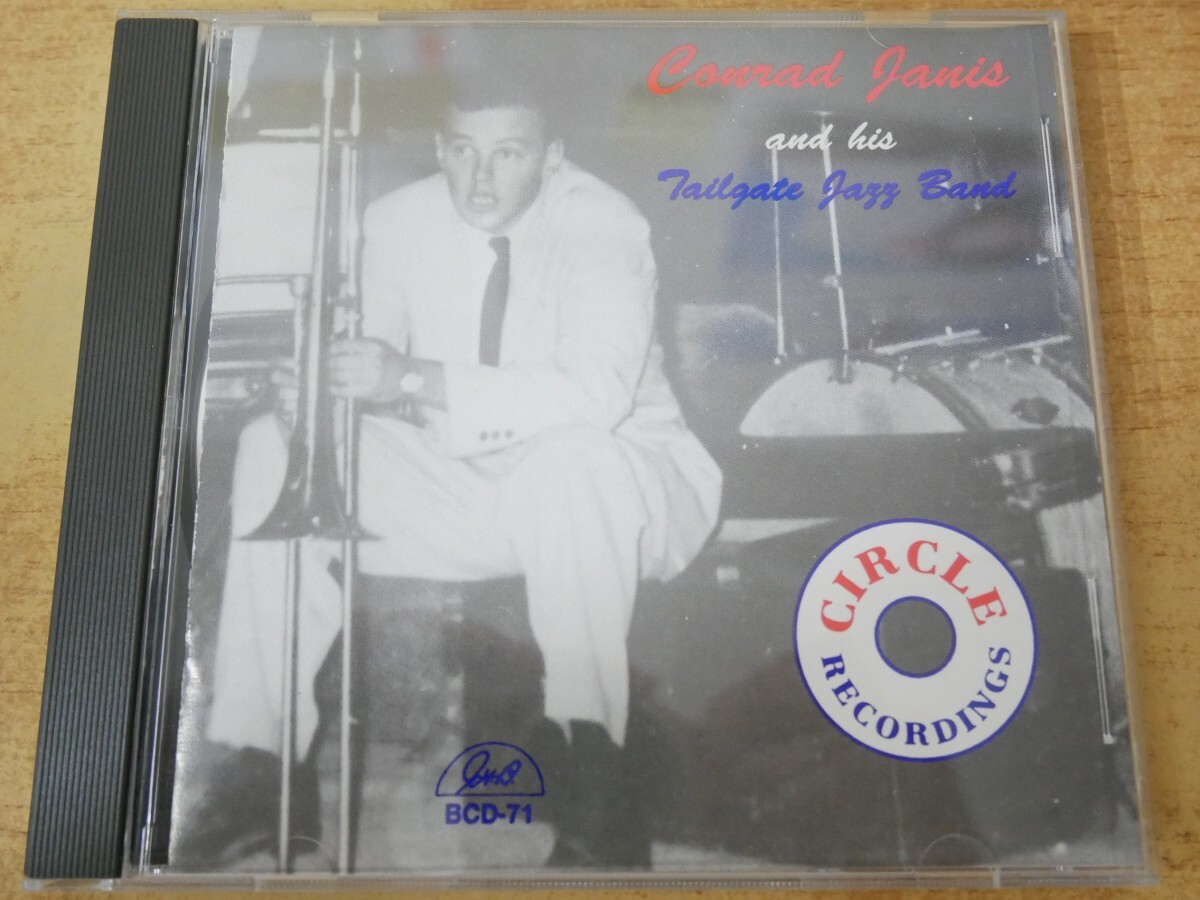 Conrad Janis
and his
Tailgate Jazz Band
CIRCLE
RECORDINGS
BCD-71